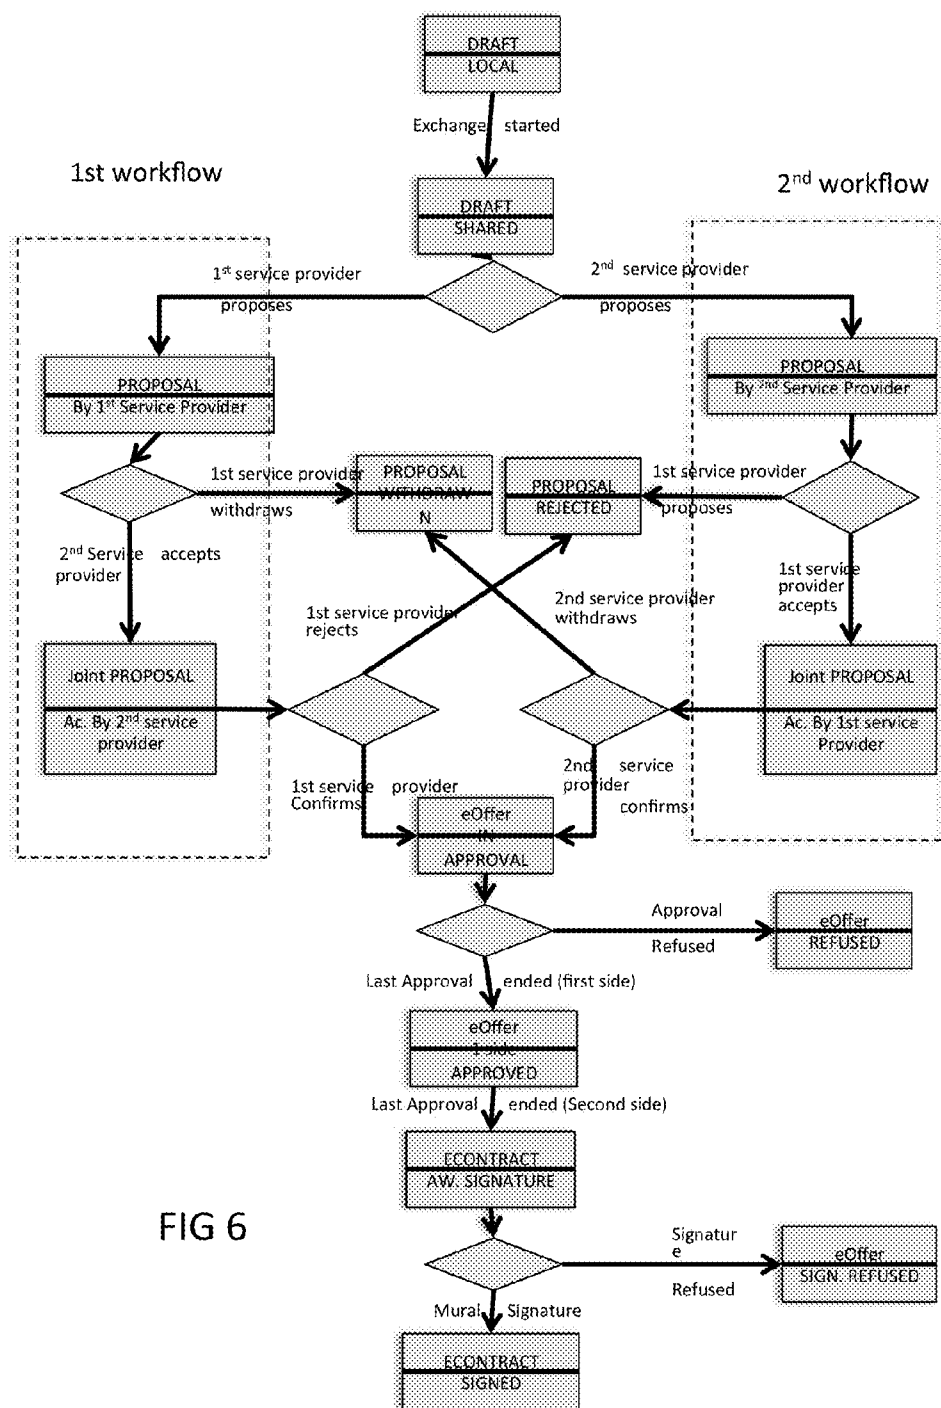 DRAFT
LOCAL
Exchange started
1st workflow
2nd workflow
DRAFT
SHARED
1st service provider
proposes
2nd service provider
proposes
PROPOSAL
By 1st Service Provider
PROPOSAL
By 2nd Service Provider
1st service provider
withdraws
PROPOSAL
WITHDRAW
N
PROPOSAL
REJECTED
1st service provider
proposes
2nd Service accepts
provider
1st service
provider
accepts
1st service provider
rejects
2nd service provider
withdraws
Joint PROPOSAL
Ac. By 2nd service
provider
Joint PROPOSAL
Ac. By 1st service
Provider
1st service provider
Confirms
2nd service
provider
confirms
eOffer
IN
APPROVAL
Approval
Refused
eOffer
REFUSED
Last Approval ended (first side)
eOffer
1 side
APPROVED
Last Approval ended (Second side)
ECONTRACT
AW. SIGNATURE
FIG 6
Signatur
e
Refused
eOffer
SIGN. REFUSED
Mural Signature
ECONTRACT
SIGNED